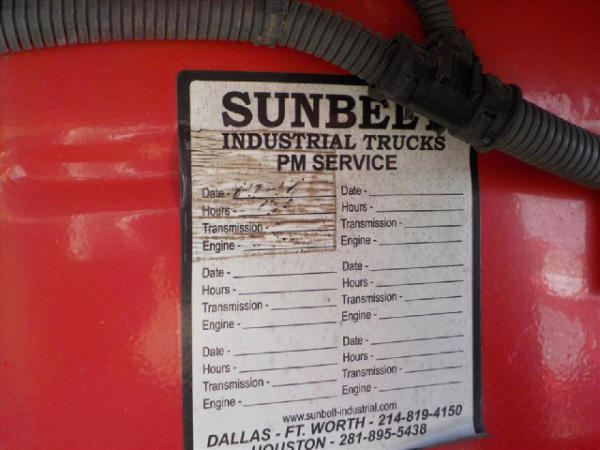 SUNBELT
INDUSTRIAL TRUCKS
PM SERVICE
Date -
Hours -
Transmission -
Engine -
Date -
Hours -
Transmission -
Engine -
Date -
Hours -
Transmission -
Engine -
Date -
Hours -
Transmission -
Engine -
Date -
Hours -
Transmission -
Engine -
Date -
Hours -
Transmission -
Engine -
www.sunbelt-industrial.com
DALLAS - FT. WORTH - 214-819-4150
HOUSTON - 281-895-5438